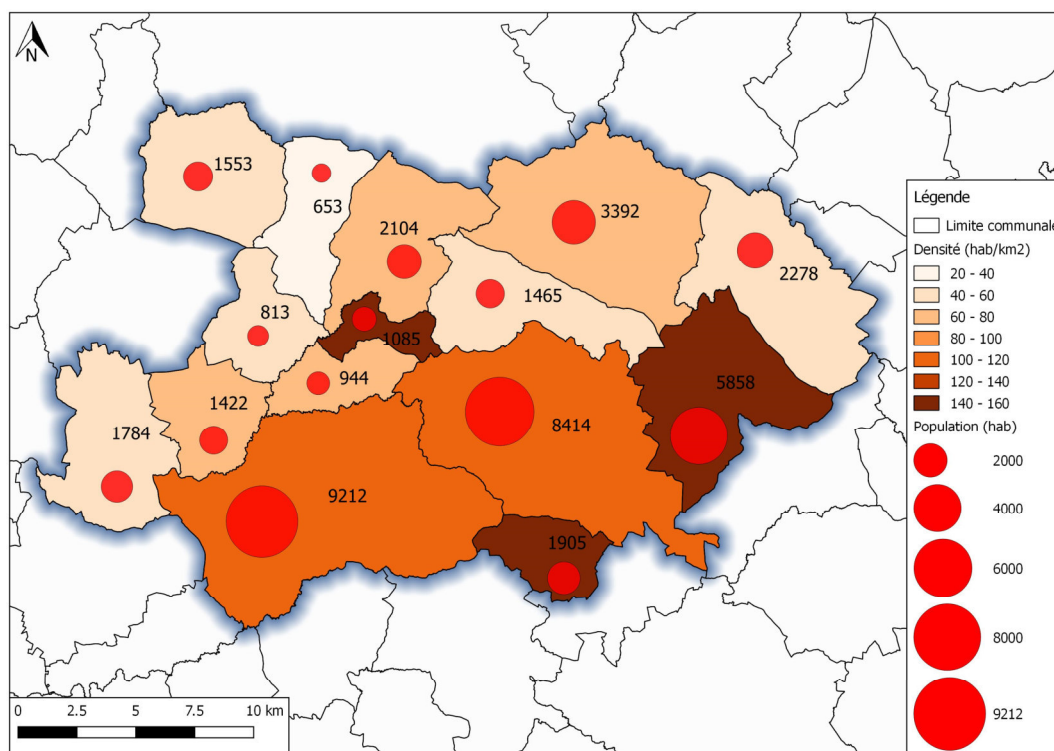 N
1553
653
2104
3392
2278
1465
813
1085
944
1422
1784
5858
8414
9212
1905
0 2.5 5 7.5 10 km
Légende
Limite communale
Densité (hab/km2)
20 - 40
40 - 60
60 - 80
80 - 100
100 - 120
120 - 140
140 - 160
Population (hab)
2000
4000
6000
8000
9212